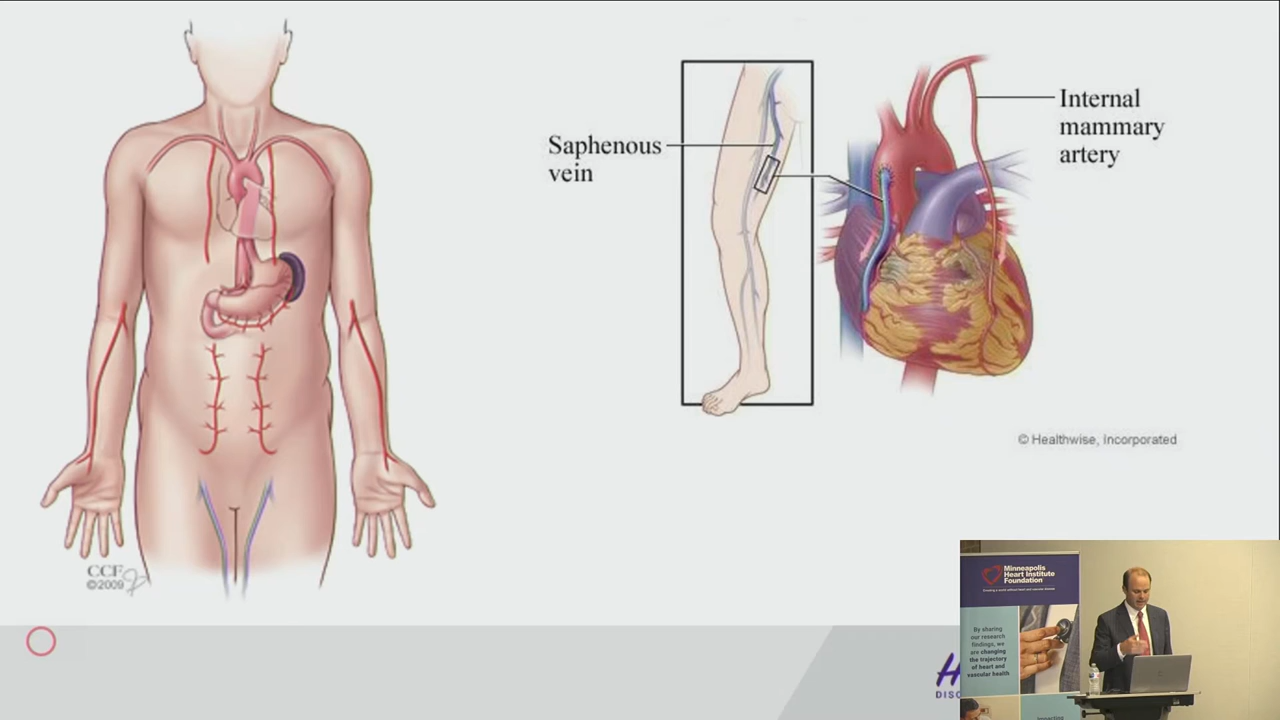 Saphenous
vein
Internal
mammary
artery
© Healthwise, Incorporated
CCF
©2009
Minneapolis
Heart Institute
Foundation
By sharing
our research
findings, we
are changing
the trajectory
of heart and
vascular health